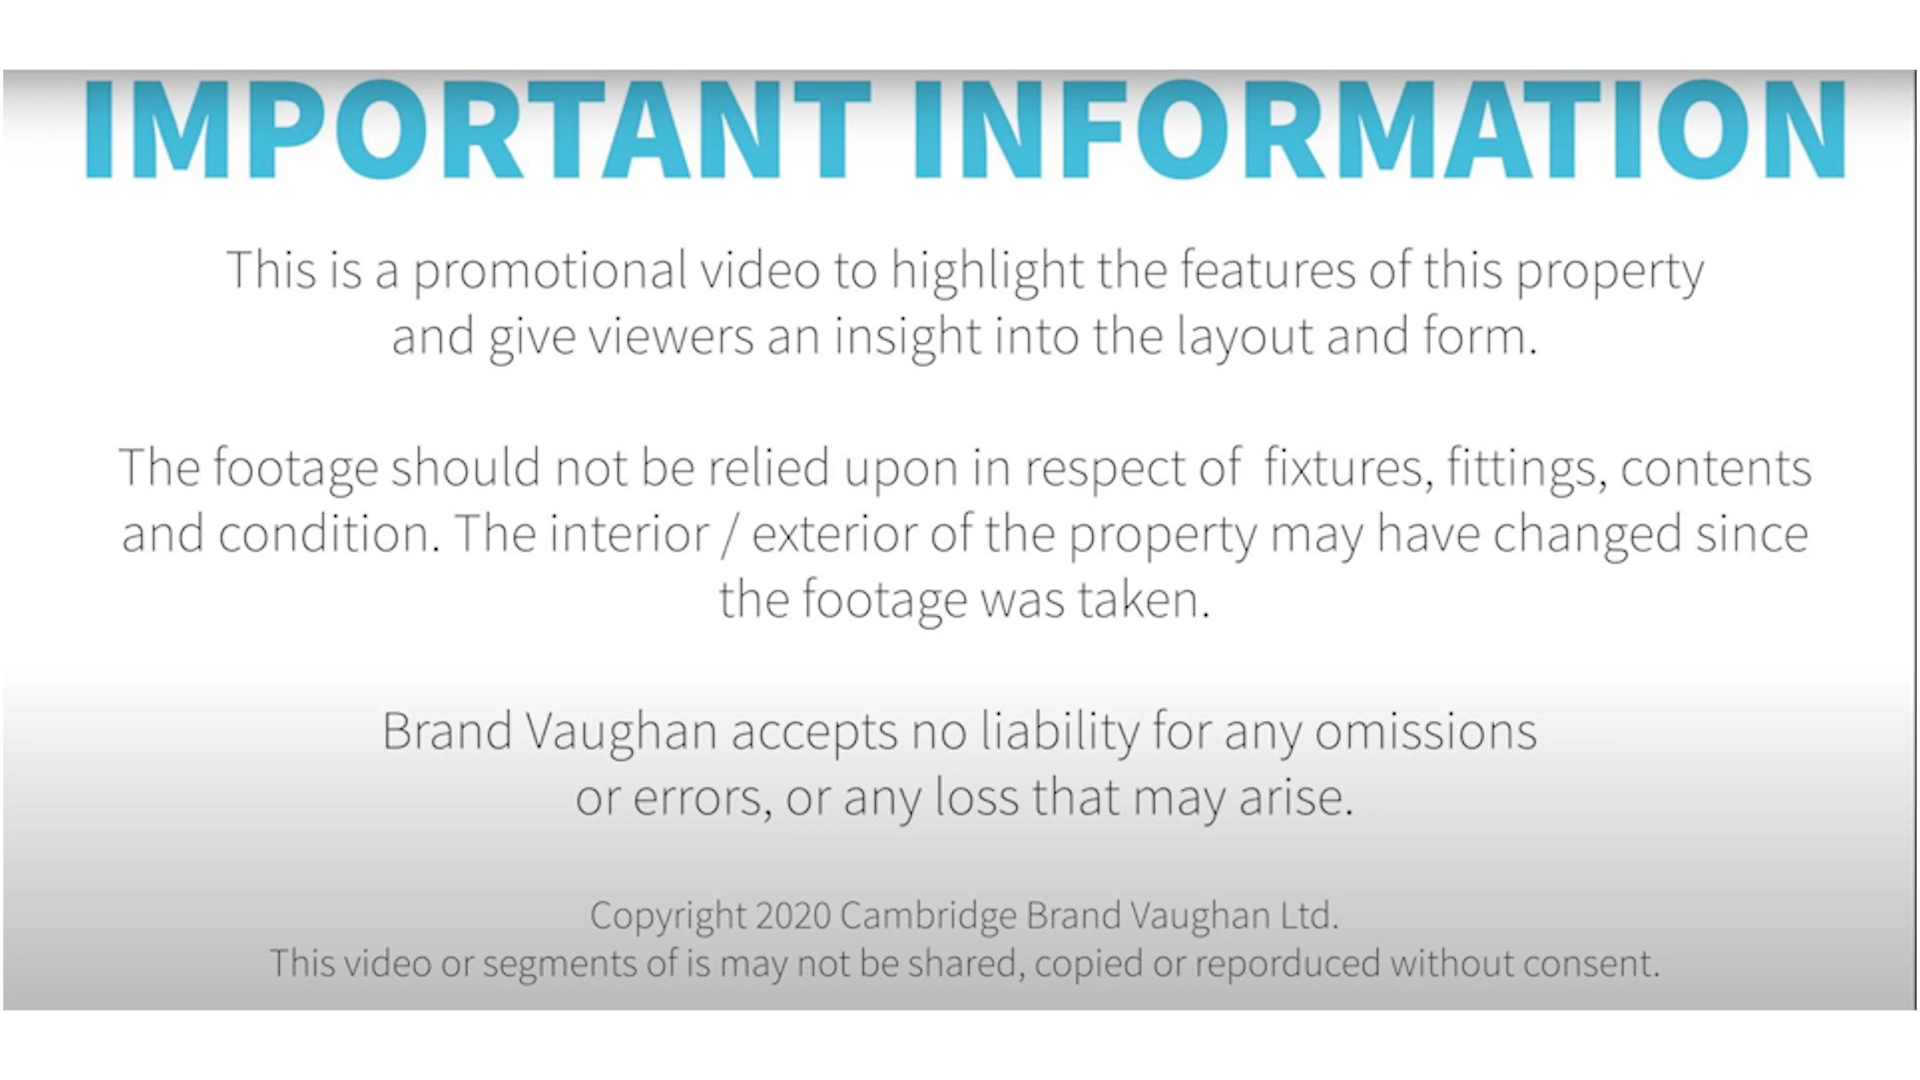 IMPORTANT INFORMATION
This is a promotional video to highlight the features of this property
and give viewers an insight into the layout and form.
The footage should not be relied upon in respect of fixtures, fittings, contents
and condition. The interior / exterior of the property may have changed since
the footage was taken.
Brand Vaughan accepts no liability for any omissions
or errors, or any loss that may arise.
Copyright 2020 Cambridge Brand Vaughan Ltd.
This video or segments of is may not be shared, copied or reporduced without consent.